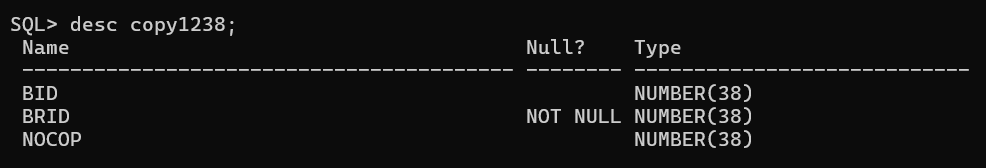 SQL> desc copy1238;
 Name                                      Null?    Type
 ----------------------------------------- -------- ----------------------------
 BID                                                NUMBER(38)
 BRID                                      NOT NULL NUMBER(38)
 NOCOP                                              NUMBER(38)